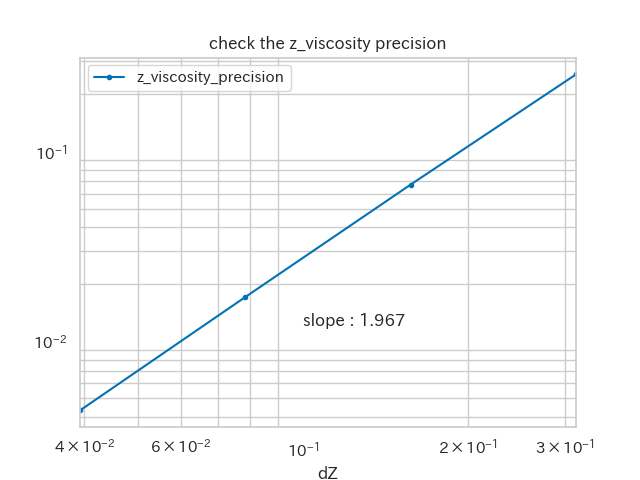 check the z_viscosity precision
z_viscosity_precision
10⁻¹
slope : 1.967
10⁻²
4×10⁻² 6×10⁻² 10⁻¹ 2×10⁻¹ 3×10⁻¹
dZ